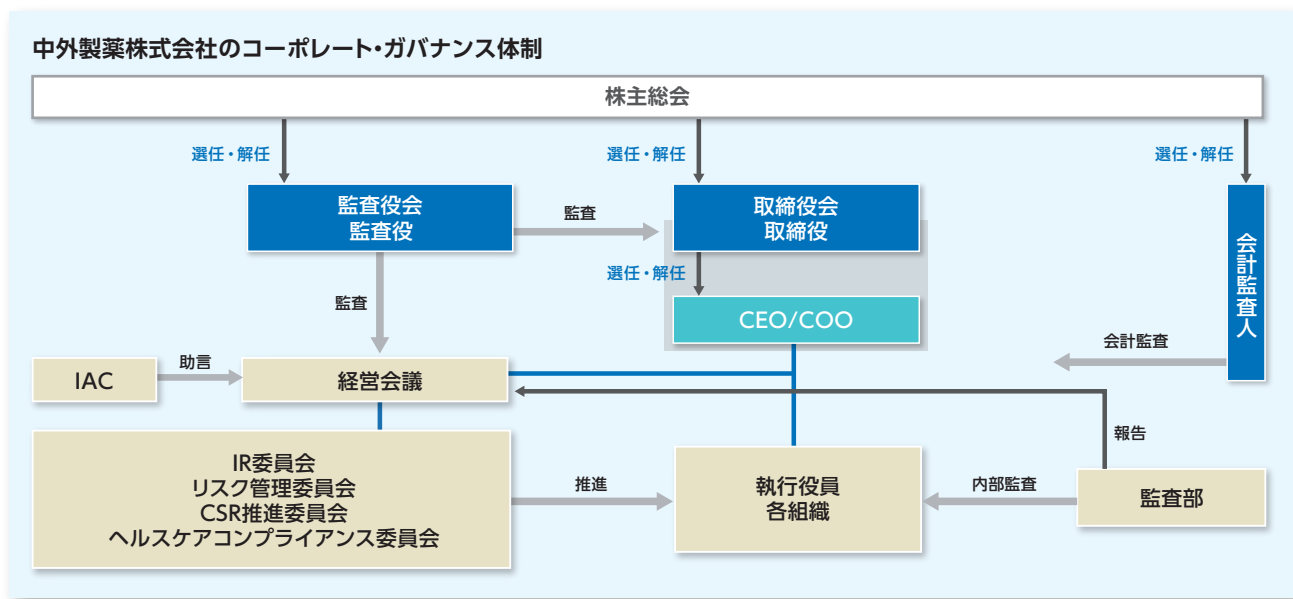 中外製薬株式会社のコーポレート・ガバナンス体制
株主総会
選任・解任
選任・解任
選任・解任
監査役会
監査役
監査
取締役会
取締役
会計監査人
選任・解任
監査
CEO/COO
会計監査
IAC
助言
経営会議
報告
IR委員会
リスク管理委員会
CSR推進委員会
ヘルスケアコンプライアンス委員会
推進
執行役員
各組織
内部監査
監査部